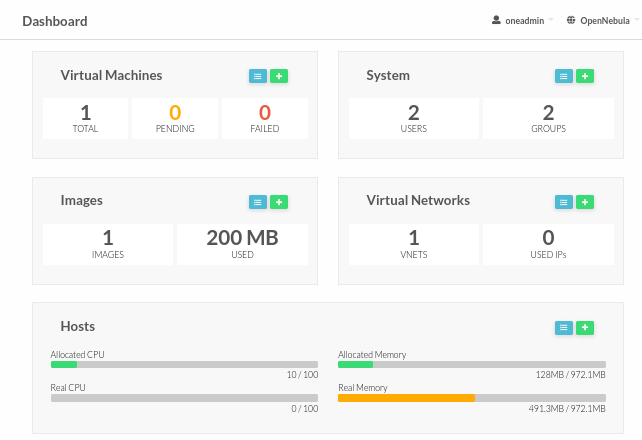 Dashboard
oneadmin
OpenNebula
Virtual Machines
1
TOTAL
0
PENDING
0
FAILED
System
2
USERS
2
GROUPS
Images
1
IMAGES
200 MB
USED
Virtual Networks
1
VNETS
0
USED IPs
Hosts
Allocated CPU
10 / 100
Real CPU
0 / 100
Allocated Memory
128MB / 972.1MB
Real Memory
491.3MB / 972.1MB